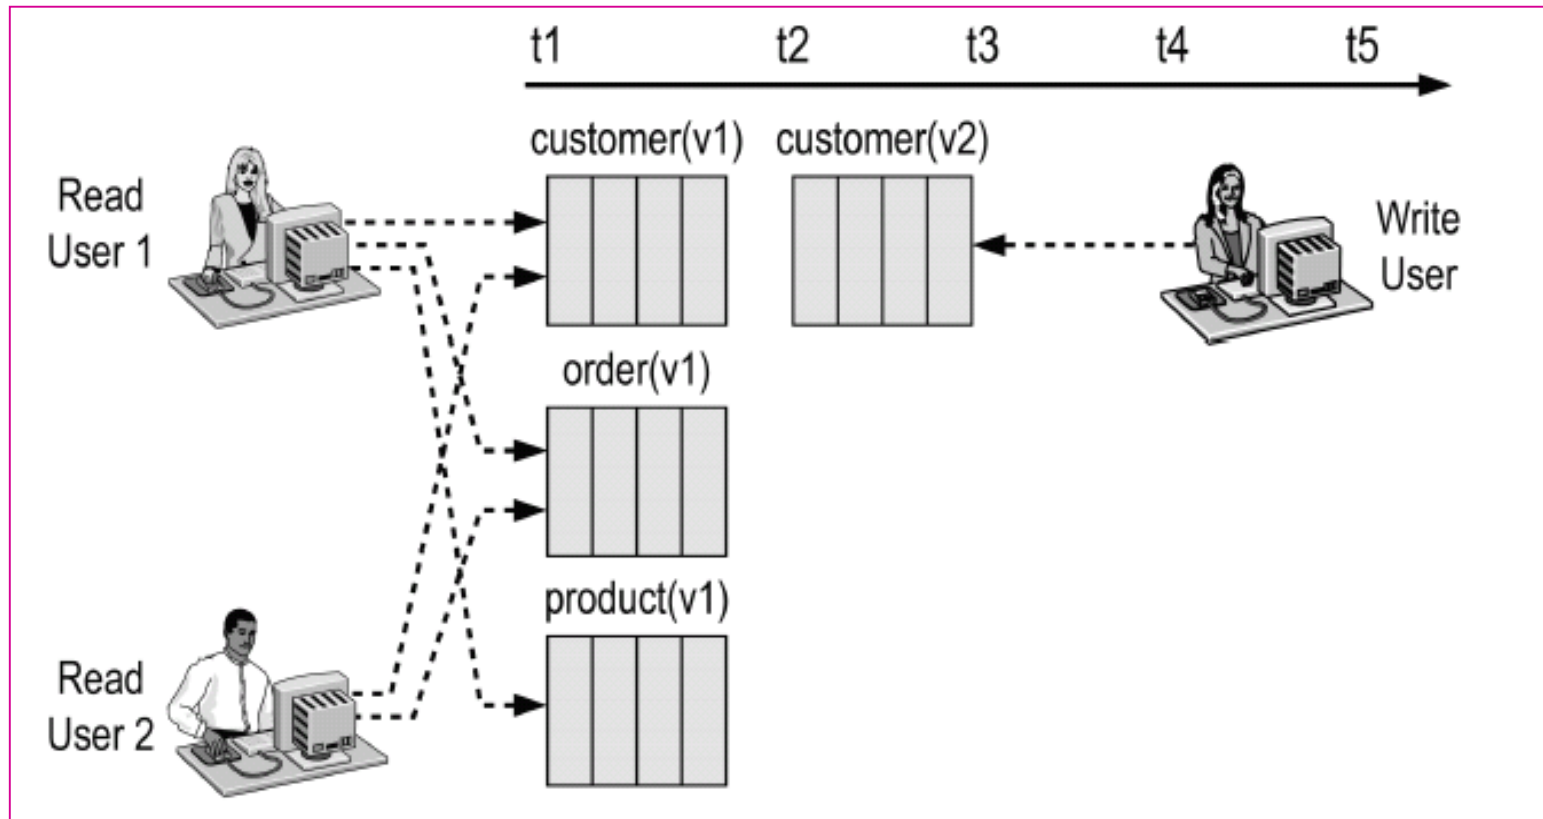 t1 t2 t3 t4 t5
customer(v1) customer(v2)
Read
User 1
Write
User
order(v1)
product(v1)
Read
User 2